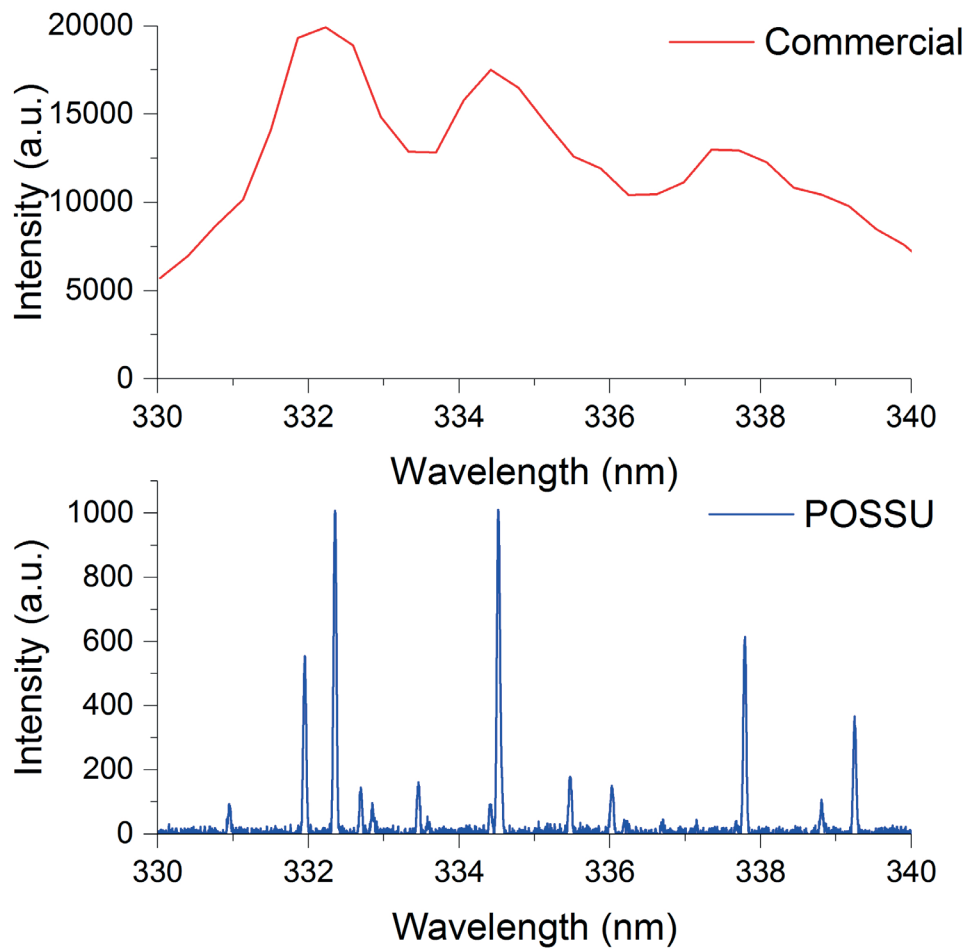 Commercial
Intensity (a.u.)
20000
15000
10000
5000
0
330 332 334 336 338 340
Wavelength (nm)
POSSU
Intensity (a.u.)
1000
800
600
400
200
0
330 332 334 336 338 340
Wavelength (nm)